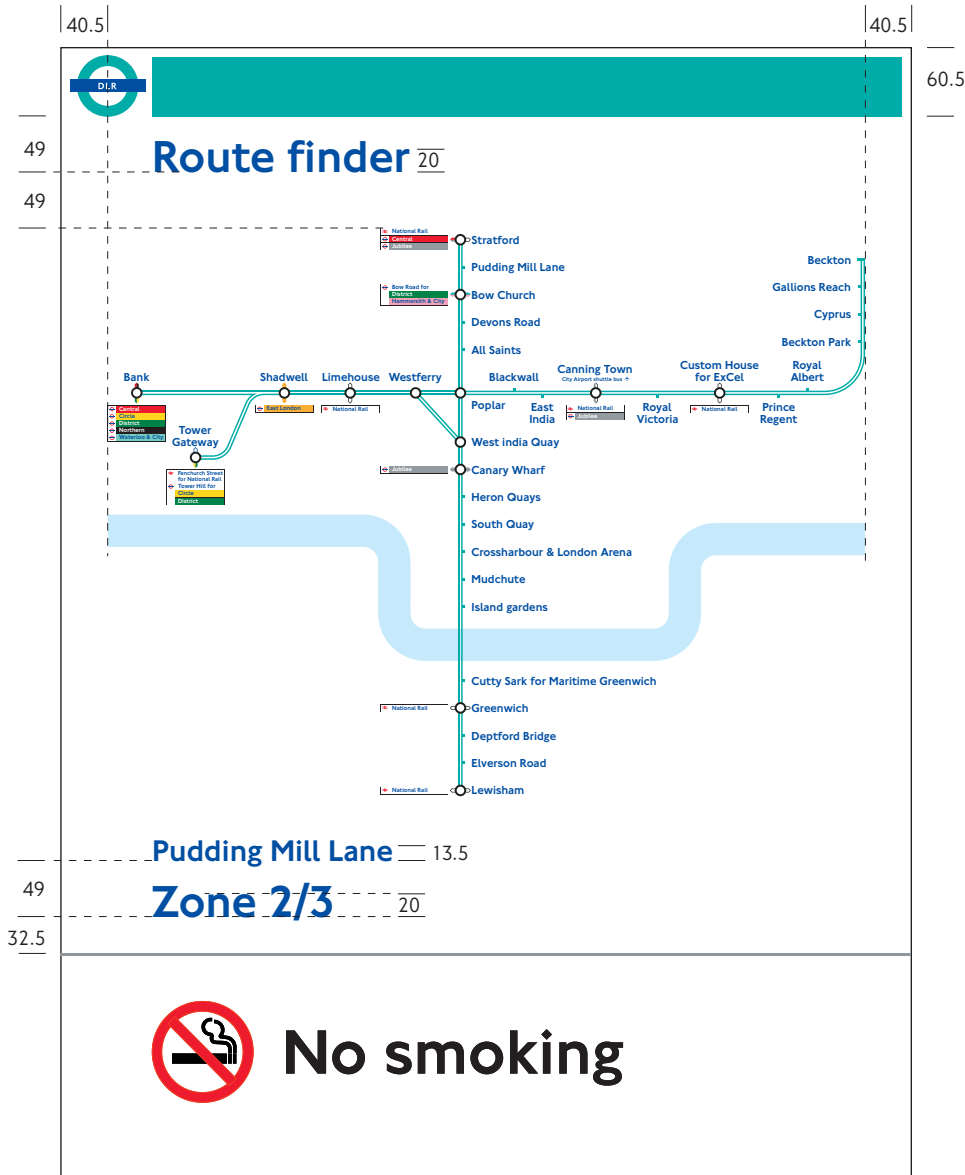 40.5
40.5
60.5
DLR
49
Route finder
20
49
National Rail
Central
Jubilee
Stratford
Pudding Mill Lane
Bow Road for
District
Hammersmith & City
Bow Church
Devons Road
All Saints
Beckton
Gallions Reach
Cyprus
Beckton Park
Bank
Shadwell
Limehouse
Westferry
Blackwall
Canning Town
City Airport shuttle bus
Custom House
for ExCel
Royal
Albert
Central
Circle
District
Northern
Waterloo & City
East London
National Rail
Poplar
East
India
National Rail
Jubilee
Royal
Victoria
National Rail
Prince
Regent
Tower
Gateway
Fenchurch Street
for National Rail
Tower Hill for
Circle
District
West india Quay
Jubilee
Canary Wharf
Heron Quays
South Quay
Crossharbour & London Arena
Mudchute
Island gardens
Cutty Sark for Maritime Greenwich
National Rail
Greenwich
Deptford Bridge
Elverson Road
National Rail
Lewisham
Pudding Mill Lane
13.5
49
Zone 2/3
20
32.5
No smoking